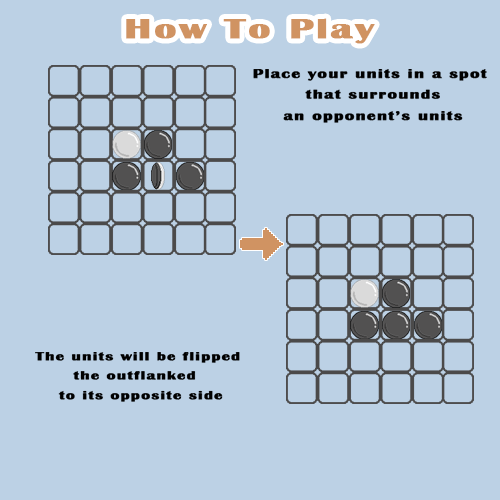 How To Play
Place your units in a spot
that surrounds
an opponent's units
The units will be flipped
the outflanked
to its opposite side